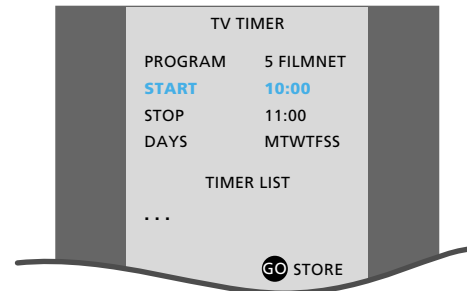 TV TIMER
PROGRAM 5 FILMNET
START 10:00
STOP 11:00
DAYS MTWTFSS
TIMER LIST
...
GO STORE